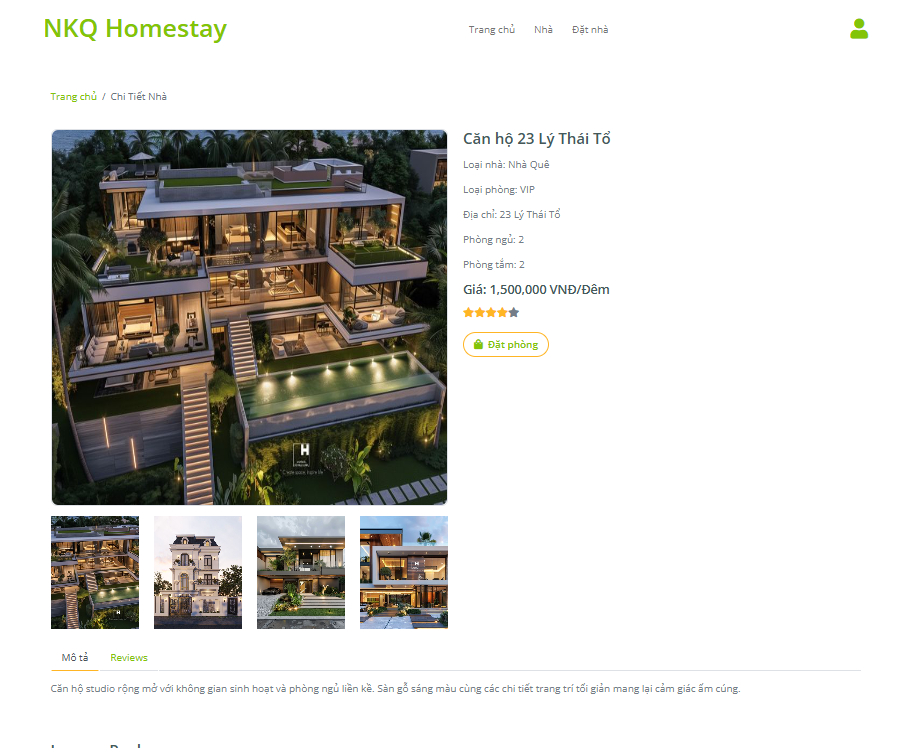 NKQ Homestay
Trang chủ Nhà Đặt nhà
Trang chủ / Chi Tiết Nhà
Căn hộ 23 Lý Thái Tổ
Loại nhà: Nhà Quê
Loại phòng: VIP
Địa chỉ: 23 Lý Thái Tổ
Phòng ngủ: 2
Phòng tắm: 2
Giá: 1,500,000 VNĐ/Đêm
Đặt phòng
H
Mô tả Reviews
Căn hộ studio rộng mở với không gian sinh hoạt và phòng ngủ liền kề. Sàn gỗ sáng màu cùng các chi tiết trang trí tối giản mang lại cảm giác ấm cúng.